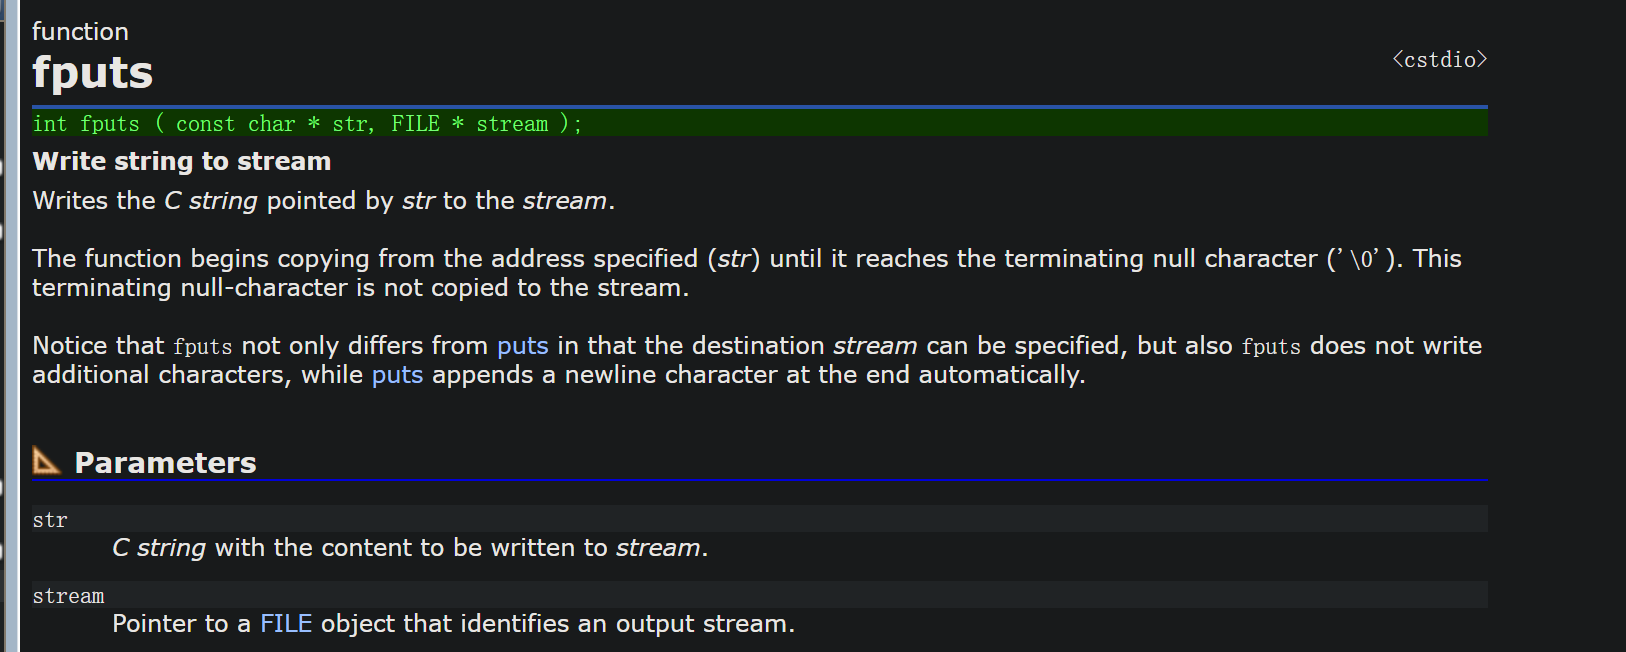 function
fputs
<cstdio>
int fputs ( const char * str, FILE * stream );
Write string to stream
Writes the C string pointed by str to the stream.
The function begins copying from the address specified (str) until it reaches the terminating null character ('\0'). This
terminating null-character is not copied to the stream.
Notice that fputs not only differs from puts in that the destination stream can be specified, but also fputs does not write
additional characters, while puts appends a newline character at the end automatically.
Parameters
str
C string with the content to be written to stream.
stream
Pointer to a FILE object that identifies an output stream.